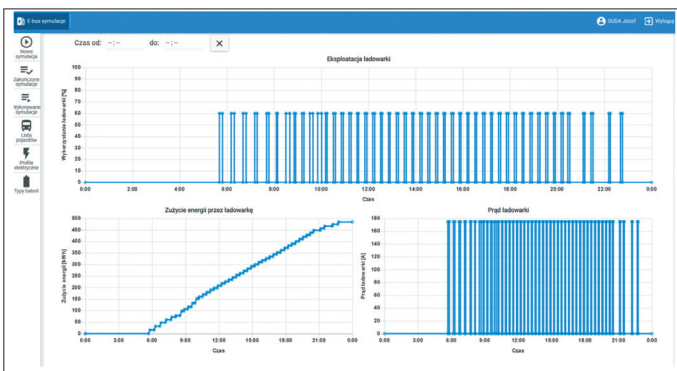 E-bus symulacje
SUDA Józef
Wyloguj
Nowa
symulacja
Zakończone
symulacje
Wykonywane
symulacje
Lista
pojazdów
Profile
elektryczne
Typy baterii
Czas od: --:-- do: --:--
Eksploatacja ładowarki
Wykorzystanie ładowarki [%]
100
90
80
70
60
50
40
30
20
10
0
0:00 2:00 4:00 6:00 8:00 10:00 12:00 14:00 16:00 18:00 20:00 22:00 0:00
Czas
Zużycie energii przez ładowarkę
Zużycie energii [kWh]
500
450
400
350
300
250
200
150
100
50
0
0:00 3:00 6:00 9:00 12:00 15:00 18:00 21:00 0:00
Czas
Prąd ładowarki
Prąd ładowarki [A]
180
160
140
120
100
80
60
40
20
0
0:00 3:00 6:00 9:00 12:00 15:00 18:00 21:00 0:00
Czas